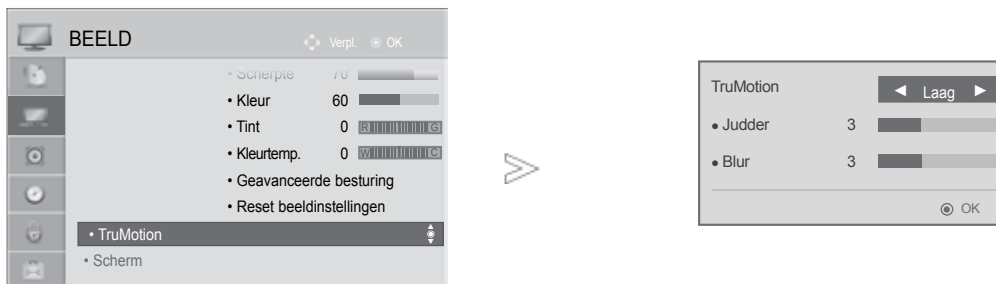 BEELD
Verpl. OK
• Scherpte 70
• Kleur 60
• Tint 0 R G
• Kleurtemp. 0 W C
• Geavanceerde besturing
• Reset beeldinstellingen
• TruMotion
• Scherm
TruMotion ◄ Laag ►
• Judder 3
• Blur 3
OK